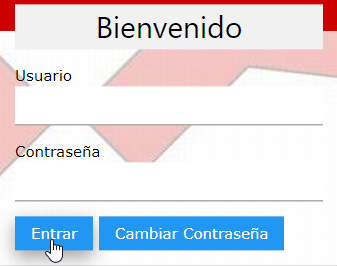 Bienvenido
Usuario
Contraseña
Entrar Cambiar Contraseña